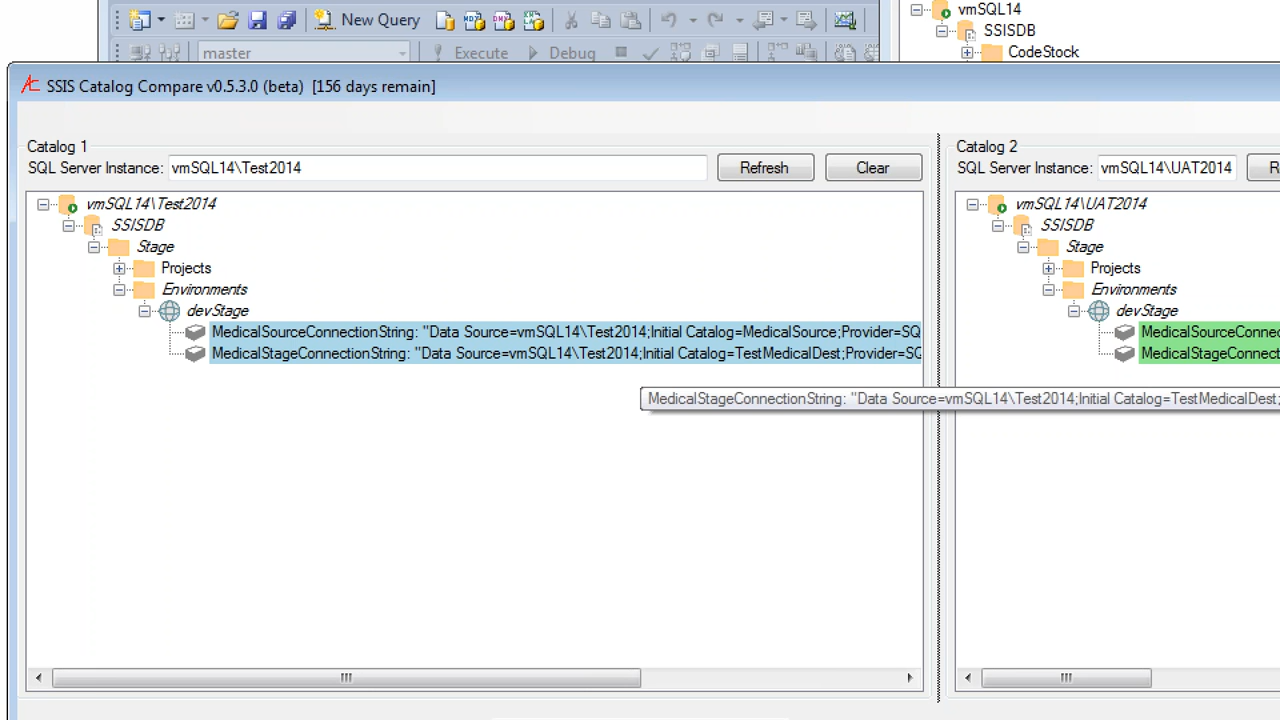 New Query
vmSQL14
SSISDB
master
Execute
Debug
CodeStock
SSIS Catalog Compare v0.5.3.0 (beta) [156 days remain]
Catalog 1
Catalog 2
SQL Server Instance: vmSQL14\Test2014
Refresh
Clear
SQL Server Instance: vmSQL14\UAT2014
R
vmSQL14\Test2014
SSISDB
Stage
Projects
Environments
devStage
MedicalSourceConnectionString: "Data Source=vmSQL14\Test2014;Initial Catalog=MedicalSource;Provider=SQ
MedicalStageConnectionString: "Data Source=vmSQL14\Test2014;Initial Catalog=TestMedicalDest;Provider=SQ
vmSQL14\UAT2014
SSISDB
Stage
Projects
Environments
devStage
MedicalSourceConnec
MedicalStageConnect
MedicalStageConnectionString: "Data Source=vmSQL14\Test2014;Initial Catalog=TestMedicalDest;